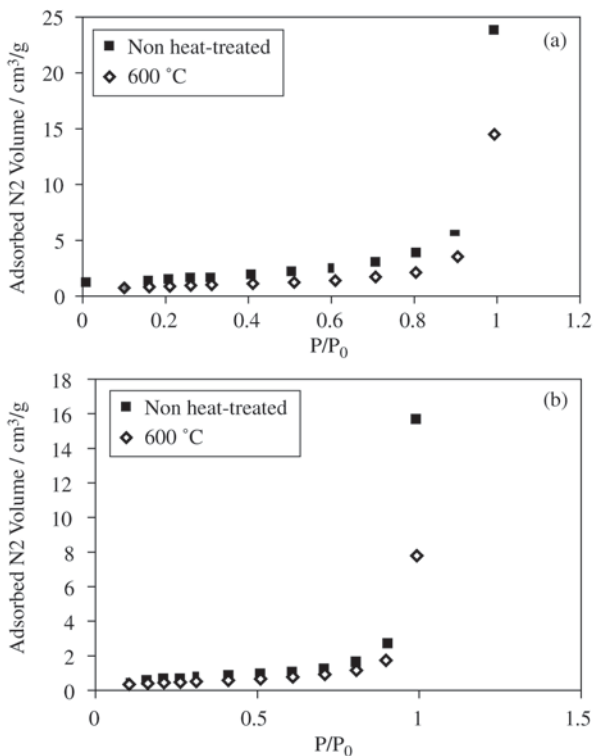 25
20
15
10
5
0
Adsorbed N2 Volume / cm³/g
Non heat-treated
600 ˚C
(a)
0 0.2 0.4 0.6 0.8 1 1.2
P/P₀
18
16
14
12
10
8
6
4
2
0
Adsorbed N2 Volume / cm³/g
Non heat-treated
600 ˚C
(b)
0 0.5 1 1.5
P/P₀